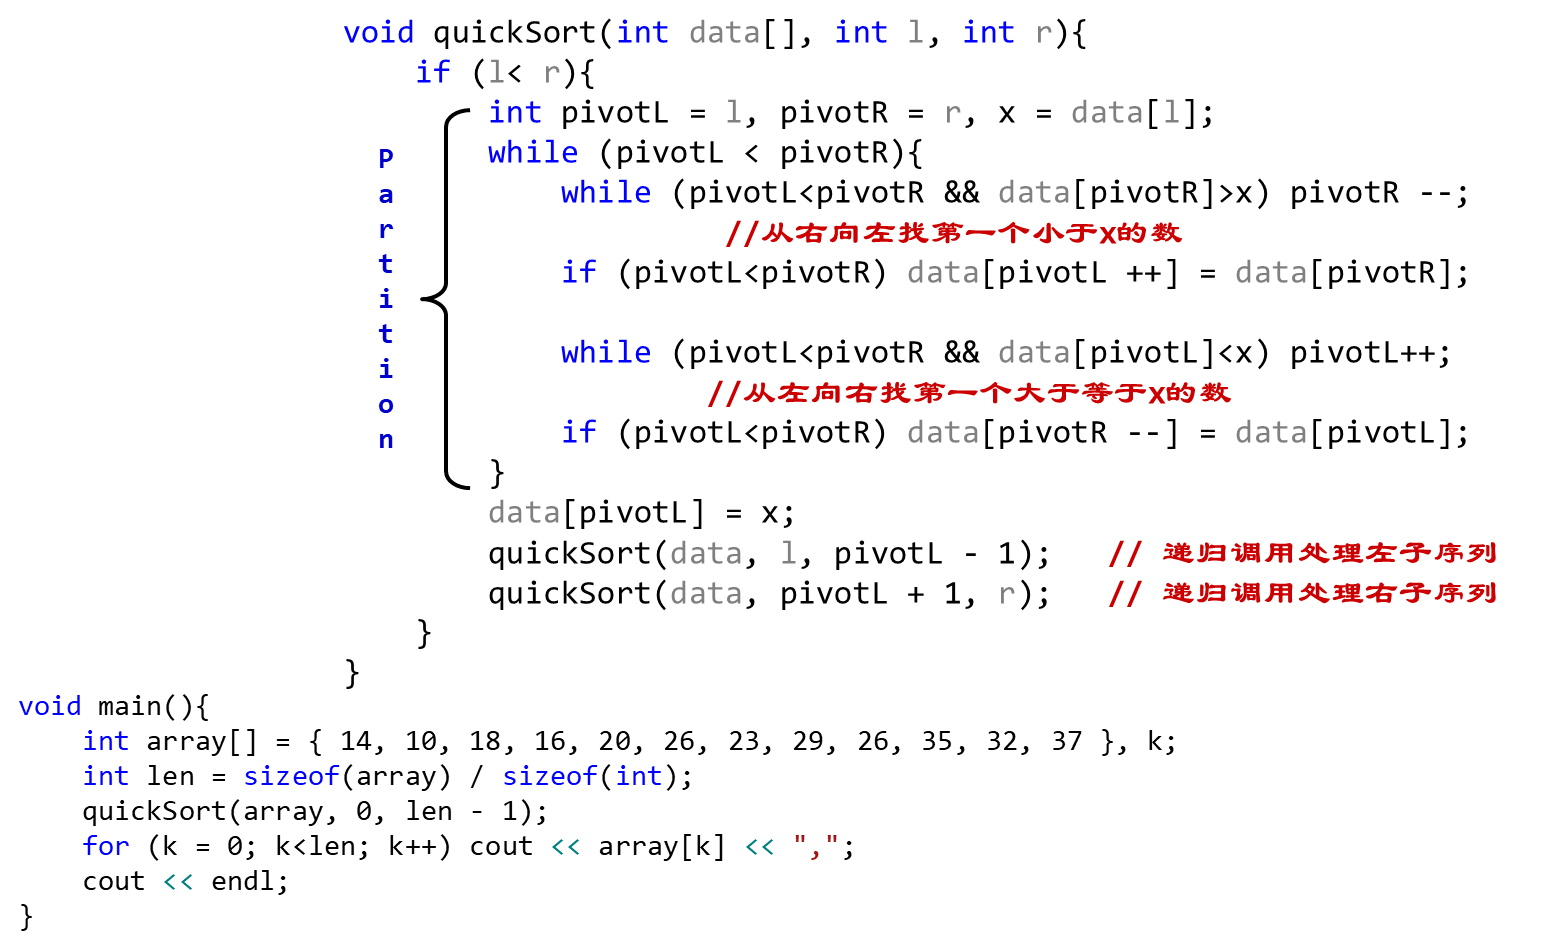 void quickSort(int data[], int l, int r){
if (l< r){
int pivotL = l, pivotR = r, x = data[l];
while (pivotL < pivotR){
while (pivotL<pivotR && data[pivotR]>x) pivotR --;
//从右向左找第一个小于x的数
if (pivotL<pivotR) data[pivotL ++] = data[pivotR];
while (pivotL<pivotR && data[pivotL]<x) pivotL++;
//从左向右找第一个大于等于x的数
if (pivotL<pivotR) data[pivotR --] = data[pivotL];
}
Partition
data[pivotL] = x;
quickSort(data, l, pivotL - 1); // 递归调用处理左子序列
quickSort(data, pivotL + 1, r); // 递归调用处理右子序列
}
}
void main(){
int array[] = { 14, 10, 18, 16, 20, 26, 23, 29, 26, 35, 32, 37 }, k;
int len = sizeof(array) / sizeof(int);
quickSort(array, 0, len - 1);
for (k = 0; k<len; k++) cout << array[k] << ",";
cout << endl;
}